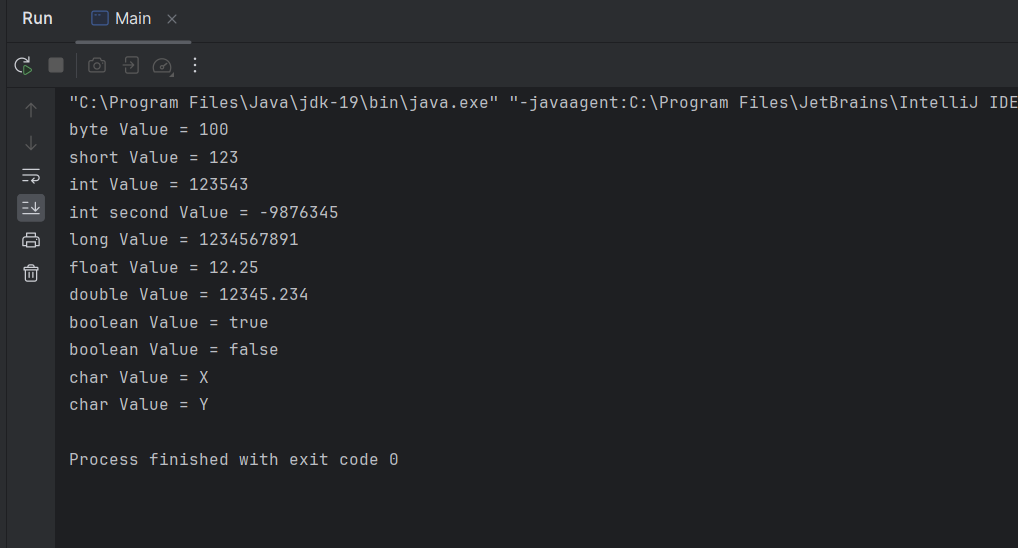 Run Main
"C:\Program Files\Java\jdk-19\bin\java.exe" "-javaagent:C:\Program Files\JetBrains\IntelliJ IDE
byte Value = 100
short Value = 123
int Value = 123543
int second Value = -9876345
long Value = 1234567891
float Value = 12.25
double Value = 12345.234
boolean Value = true
boolean Value = false
char Value = X
char Value = Y
Process finished with exit code 0